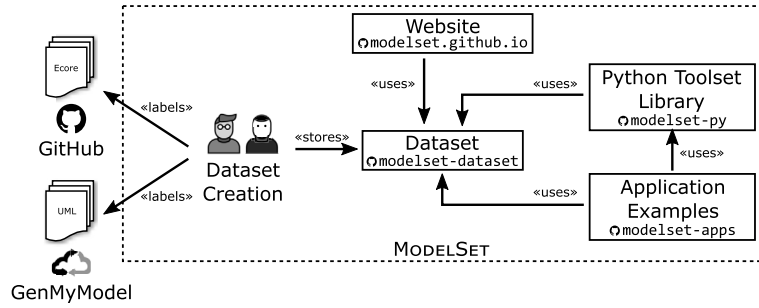 Website
modelset.github.io
Ecore
«uses»
«uses»
Python Toolset
Library
modelset-py
«labels»
GitHub
«stores»
Dataset
modelset-dataset
Dataset
Creation
«uses»
«labels»
«uses»
Application
Examples
modelset-apps
UML
MODELSET
GenMyModel